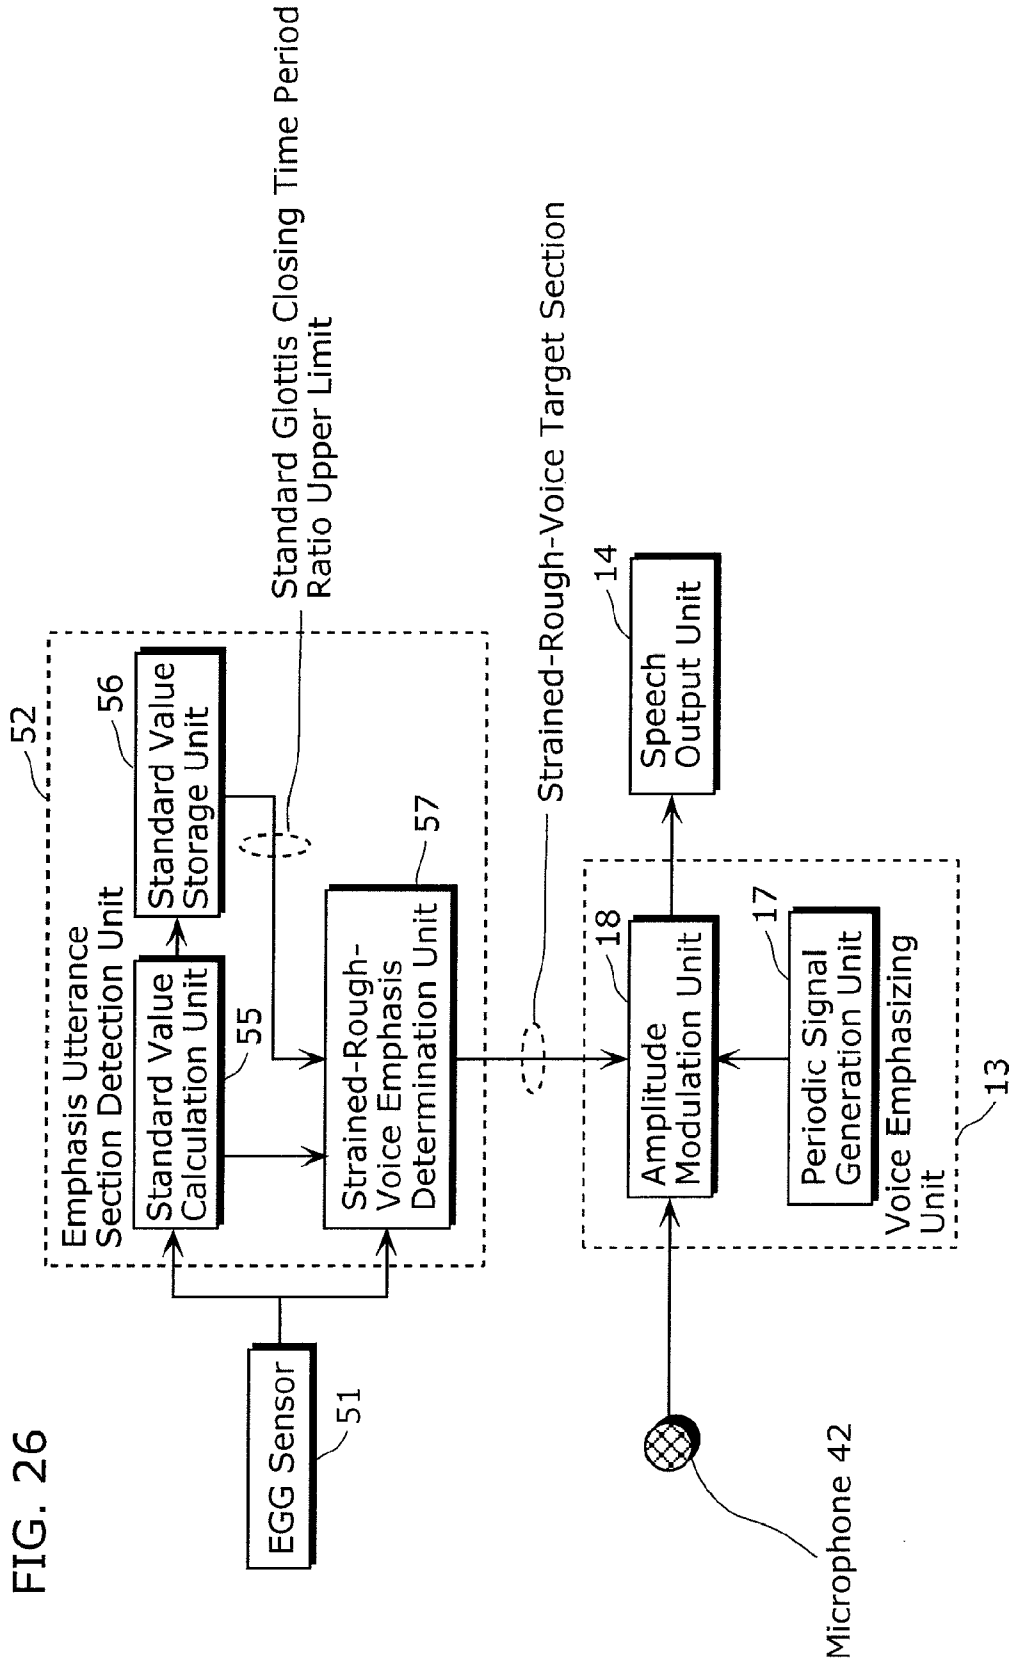 FIG. 26
52
Emphasis Utterance
Section Detection Unit
56
Standard Value
Calculation Unit
55
Standard Value
Storage Unit
Standard Glottis Closing Time Period
Ratio Upper Limit
EGG Sensor
51
Strained-Rough-
Voice Emphasis
Determination Unit
57
Strained-Rough-Voice Target Section
18
Amplitude
Modulation Unit
14
Speech
Output Unit
17
Periodic Signal
Generation Unit
Voice Emphasizing
Unit
13
Microphone 42